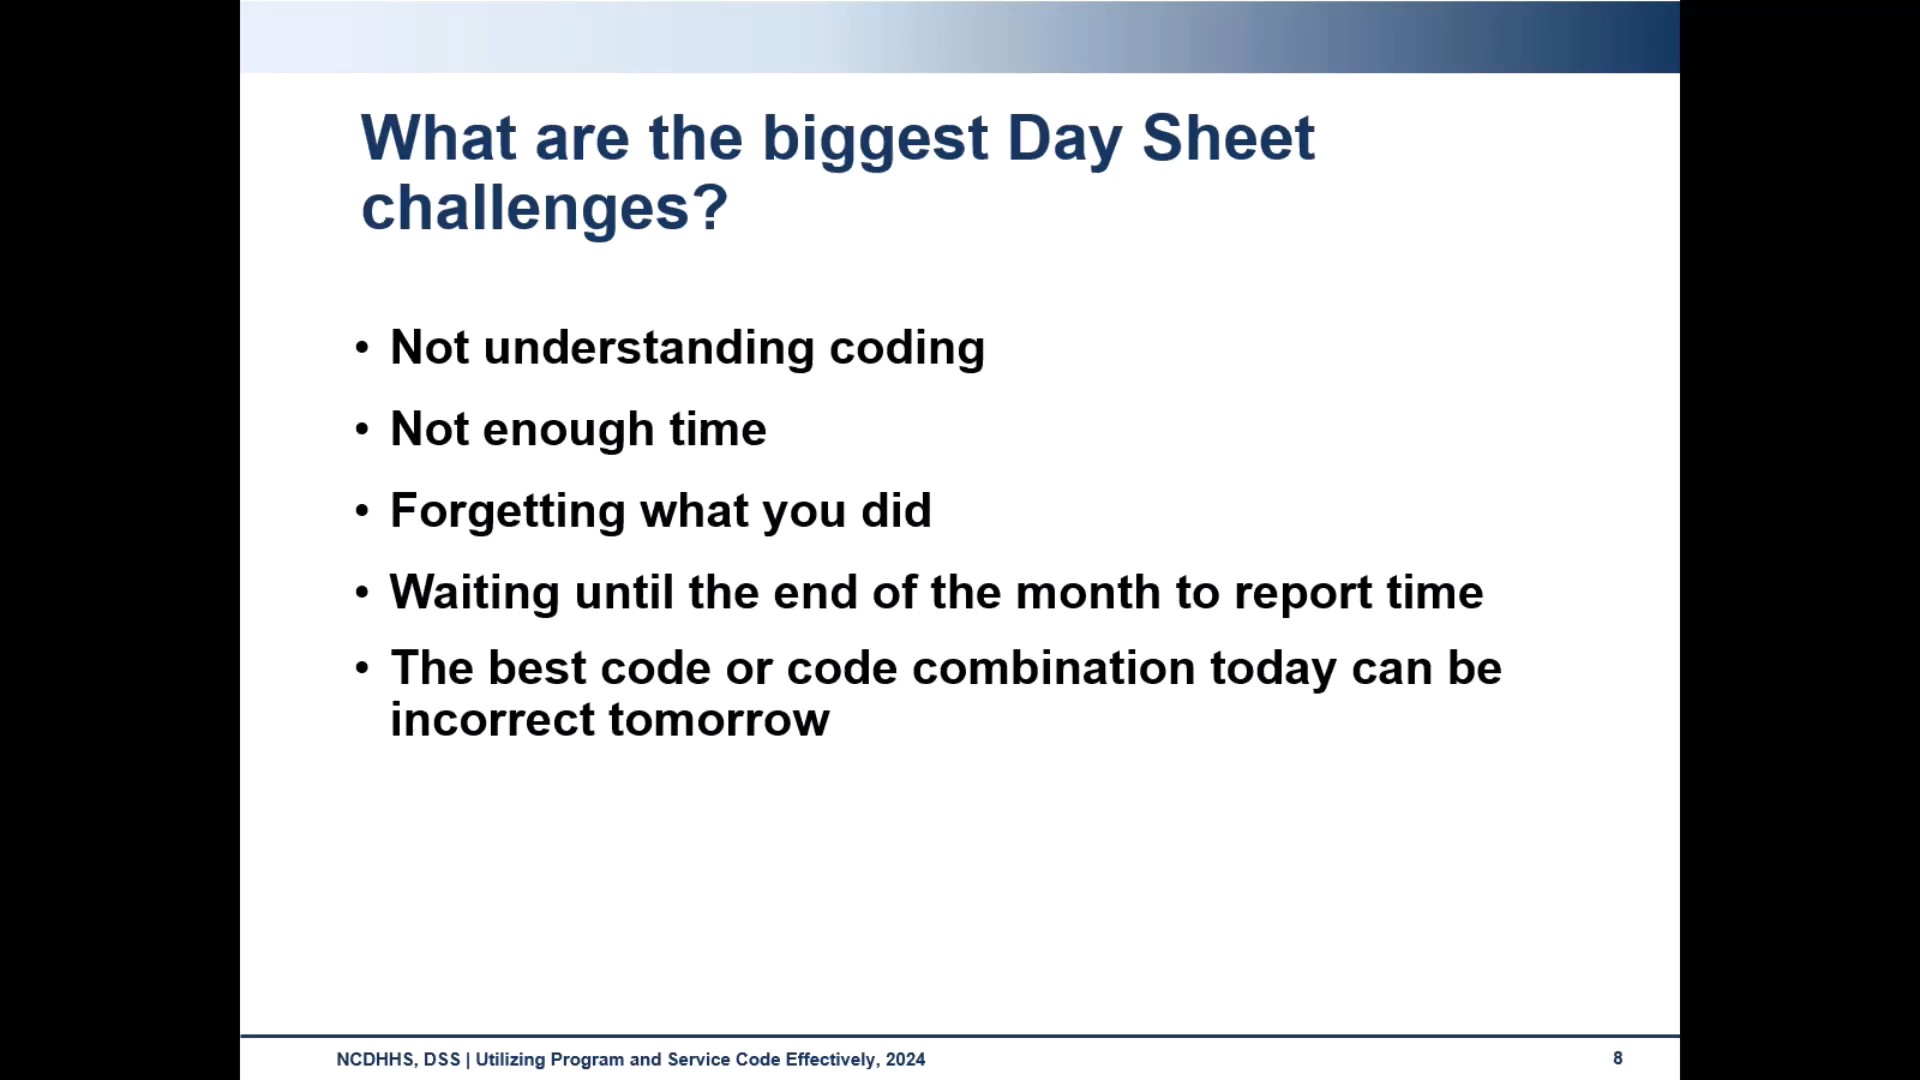 What are the biggest Day Sheet
challenges?
• Not understanding coding
• Not enough time
• Forgetting what you did
• Waiting until the end of the month to report time
• The best code or code combination today can be
incorrect tomorrow
NCDHHS, DSS | Utilizing Program and Service Code Effectively, 2024
8